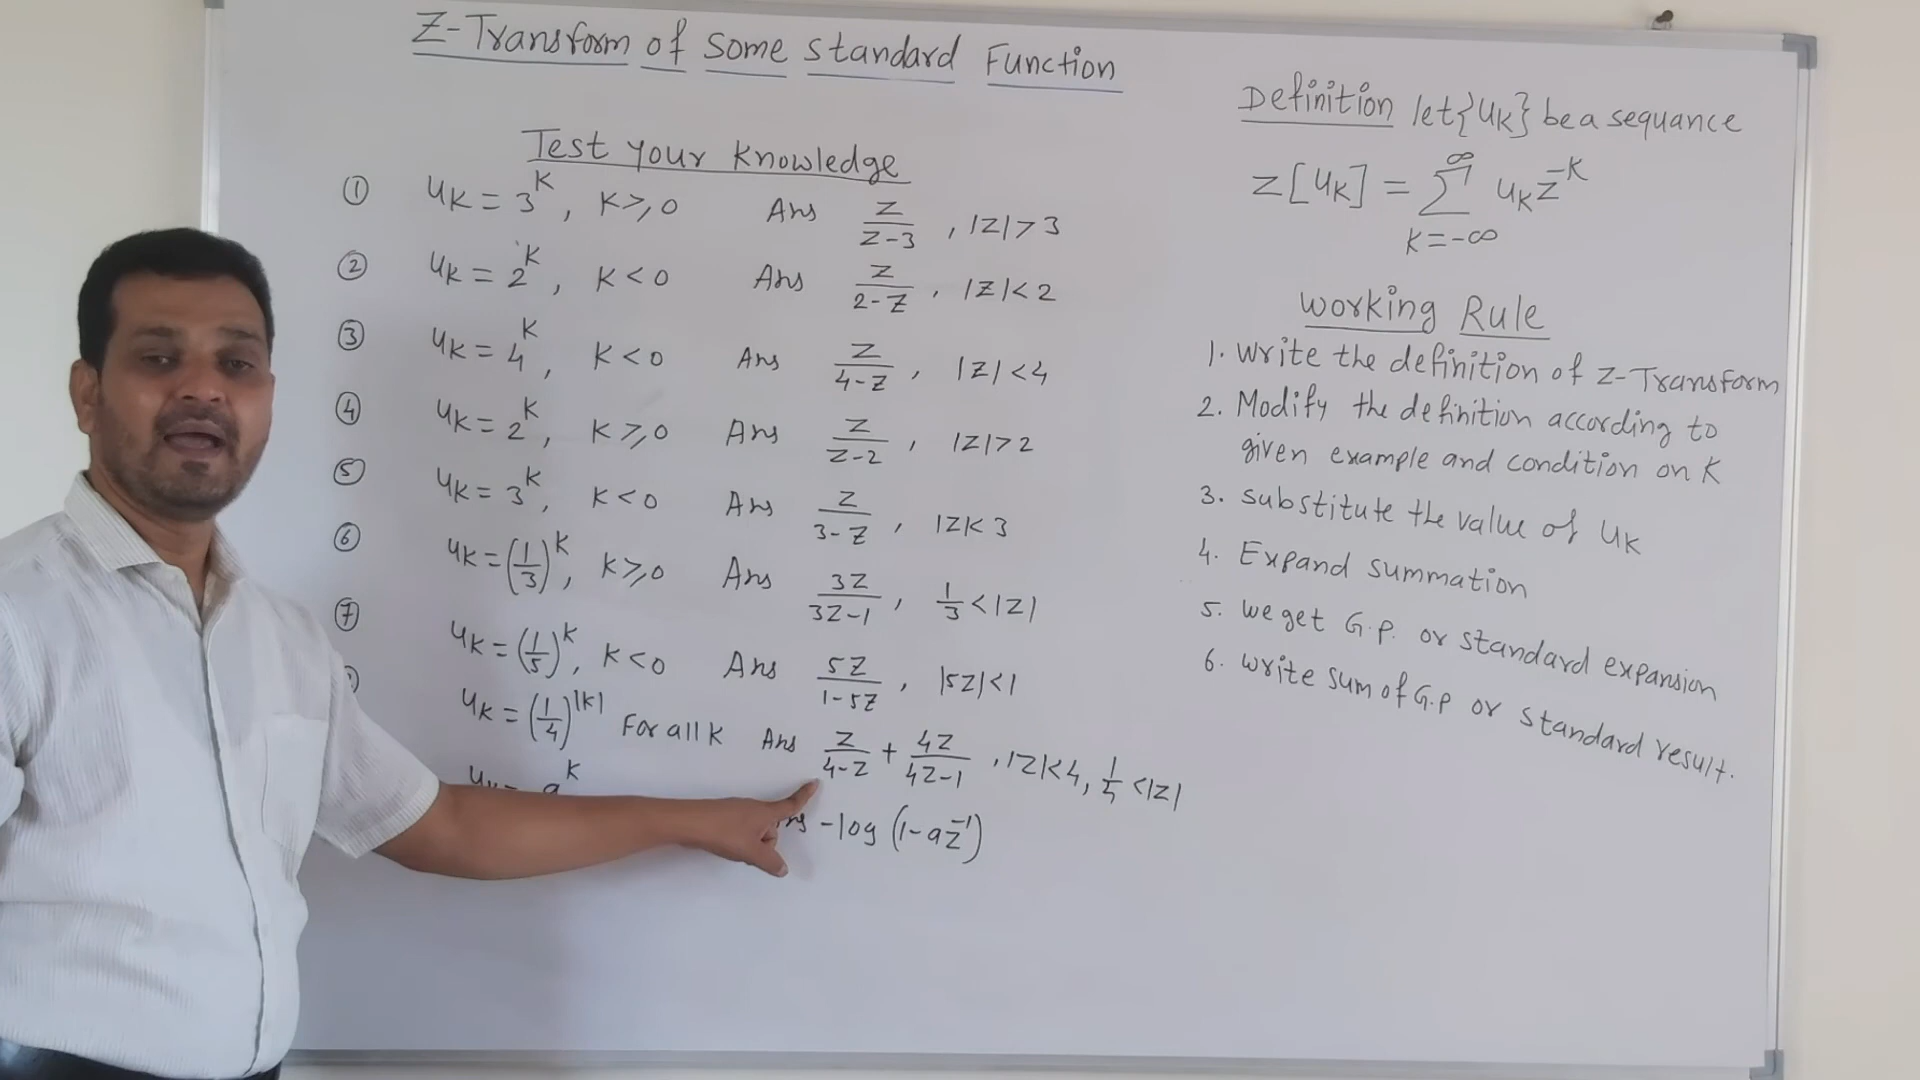 Z-Transform of Some Standard Function
Test your knowledge
① uK = 3^K, K≥0 Ans Z/(Z-3), |Z|>3
② uK = 2^K, K<0 Ans Z/(2-Z), |Z|<2
③ uK = 4^K, K<0 Ans Z/(4-Z), |Z|<4
④ uK = 2^K, K≥0 Ans Z/(Z-2), |Z|>2
⑤ uK = 3^K, K<0 Ans Z/(3-Z), |Z|<3
⑥ uK = (1/3)^K, K≥0 Ans 3Z/(3Z-1), 1/3<|Z|
⑦ uK = (1/5)^K, K<0 Ans 5Z/(1-5Z), |5Z|<1
uK = (1/4)^|K| For all K Ans Z/(4-Z) + 4Z/(4Z-1), |Z|<4, 1/4<|Z|
-log (1-aZ^-1)
Definition let {uK} be a sequance
Z[uK] = ∑_{K=-∞}^{∞} uK Z^-K
Working Rule
1. Write the definition of Z-Transform
2. Modify the definition according to
given example and condition on K
3. Substitute the value of uK
4. Expand summation
5. We get G.P. or standard expansion
6. Write sum of G.P or standard result.